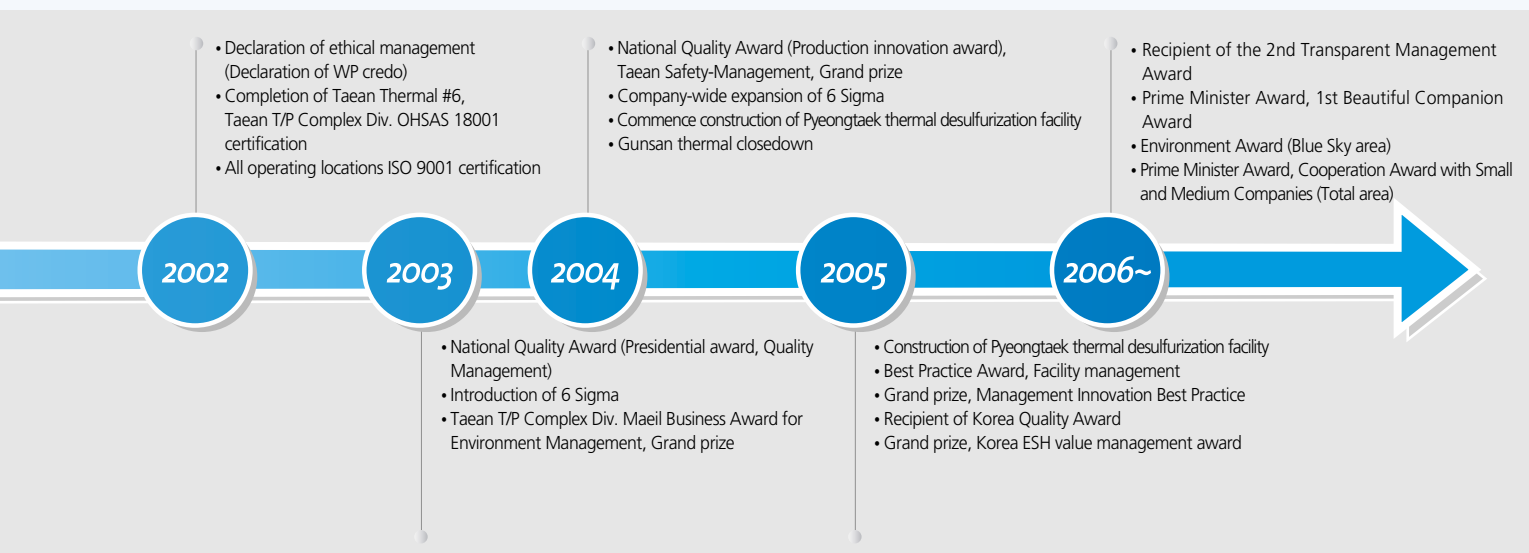 • Declaration of ethical management
(Declaration of WP credo)
• Completion of Taean Thermal #6,
Taean T/P Complex Div. OHSAS 18001
certification
• All operating locations ISO 9001 certification
• National Quality Award (Production innovation award),
Taean Safety-Management, Grand prize
• Company-wide expansion of 6 Sigma
• Commence construction of Pyeongtaek thermal desulfurization facility
• Gunsan thermal closedown
• Recipient of the 2nd Transparent Management
Award
• Prime Minister Award, 1st Beautiful Companion
Award
• Environment Award (Blue Sky area)
• Prime Minister Award, Cooperation Award with Small
and Medium Companies (Total area)
2002
2003
2004
2005
2006~
• National Quality Award (Presidential award, Quality
Management)
• Introduction of 6 Sigma
• Taean T/P Complex Div. Maeil Business Award for
Environment Management, Grand prize
• Construction of Pyeongtaek thermal desulfurization facility
• Best Practice Award, Facility management
• Grand prize, Management Innovation Best Practice
• Recipient of Korea Quality Award
• Grand prize, Korea ESH value management award